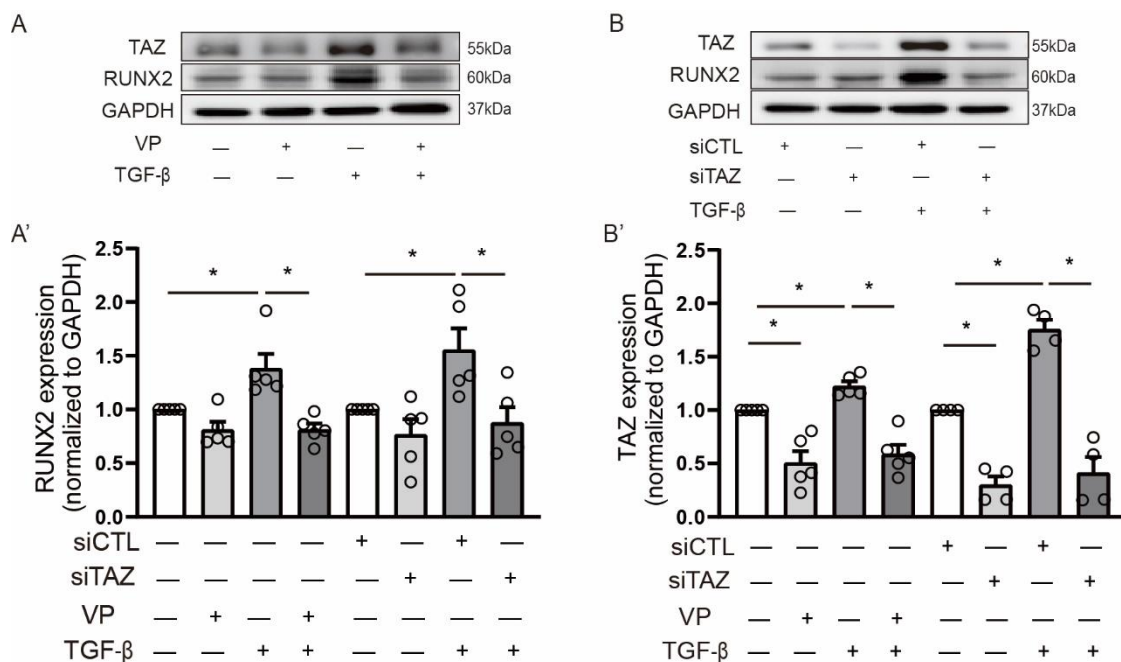 A
TAZ 55kDa
RUNX2 60kDa
GAPDH 37kDa
VP — + — +
TGF-β — — + +
B
TAZ 55kDa
RUNX2 60kDa
GAPDH 37kDa
siCTL + — + —
siTAZ — + — +
TGF-β — — + +
A'
RUNX2 expression
(normalized to GAPDH)
2.5
2.0
1.5
1.0
0.5
0.0
* * * *
siCTL — — — — + — + —
siTAZ — — — — — + — +
VP — + — + — — — —
TGF-β — — + + — — + +
B'
TAZ expression
(normalized to GAPDH)
2.5
2.0
1.5
1.0
0.5
0.0
* * * * * *
siCTL — — — — + — + —
siTAZ — — — — — + — +
VP — + — + — — — —
TGF-β — — + + — — + +